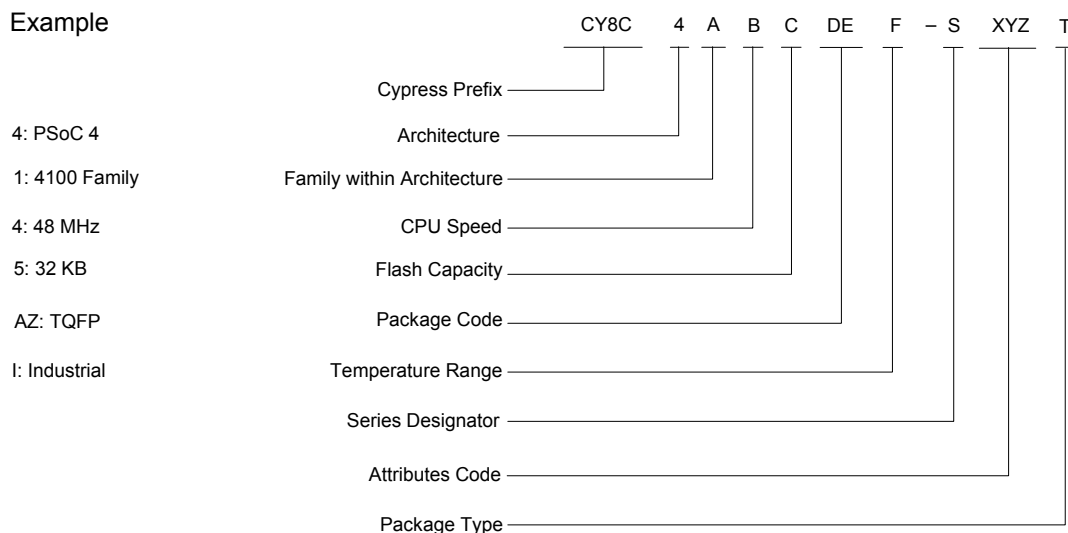 Example
CY8C 4 A B C DE F – S XYZ T
Cypress Prefix
4: PSoC 4 Architecture
1: 4100 Family Family within Architecture
4: 48 MHz CPU Speed
5: 32 KB Flash Capacity
AZ: TQFP Package Code
I: Industrial Temperature Range
Series Designator
Attributes Code
Package Type